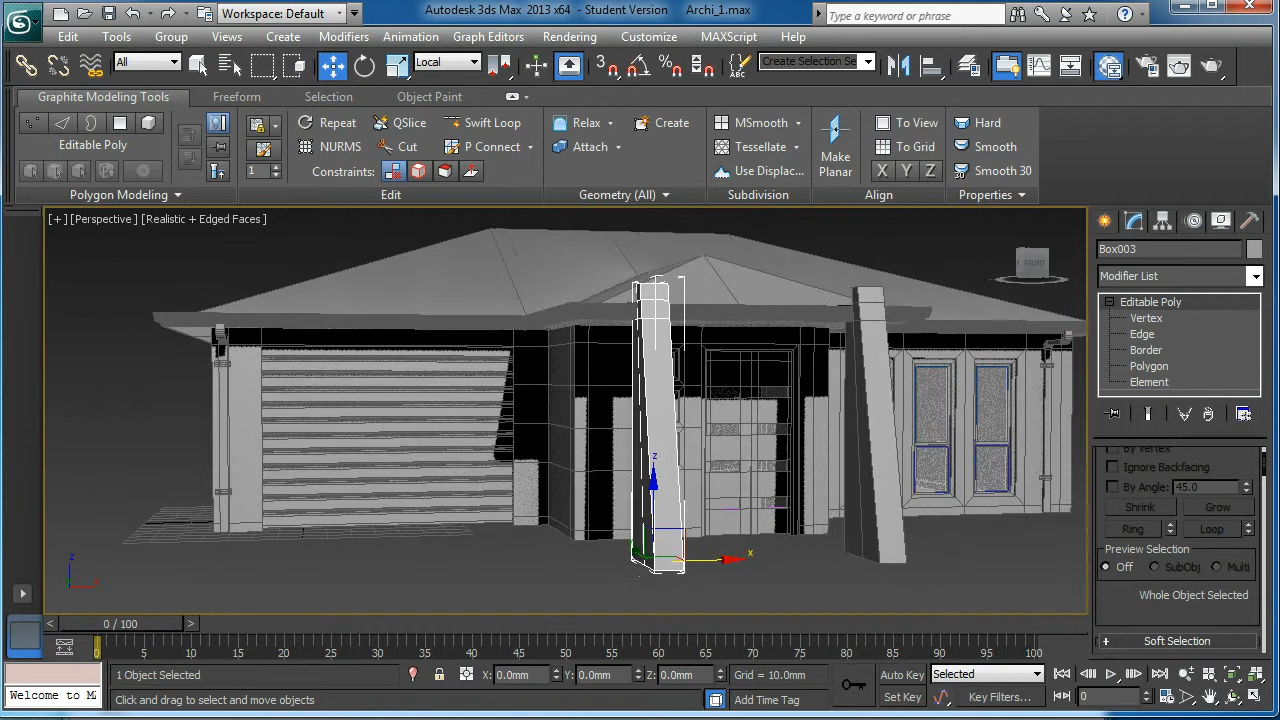 Workspace: Default
Autodesk 3ds Max 2013 x64 - Student Version Archi_1.max
Type a keyword or phrase
Edit Tools Group Views Create Modifiers Animation Graph Editors Rendering Customize MAXScript Help
All
Local
3
Create Selection Se
Graphite Modeling Tools Freeform Selection Object Paint
Repeat QSlice Swift Loop Relax Create MSmooth To View Hard
Editable Poly NURMS Cut P Connect Attach Tessellate Make Planar To Grid Smooth
1 Constraints: Use Displac... X Y Z Smooth 30
Polygon Modeling Edit Geometry (All) Subdivision Align Properties
[+] [Perspective] [Realistic + Edged Faces]
FRONT
Box003
Modifier List
Editable Poly
Vertex
Edge
Border
Polygon
Element
By Vertex
Ignore Backfacing
By Angle: 45.0
Shrink Grow
Ring Loop
Preview Selection
Off SubObj Multi
Whole Object Selected
+ Soft Selection
z
x
z
0 / 100
0 5 10 15 20 25 30 35 40 45 50 55 60 65 70 75 80 85 90 95 100
1 Object Selected X: 0.0mm Y: 0.0mm Z: 0.0mm Grid = 10.0mm Auto Key Selected
Welcome to MA Click and drag to select and move objects Add Time Tag Set Key Key Filters... 0